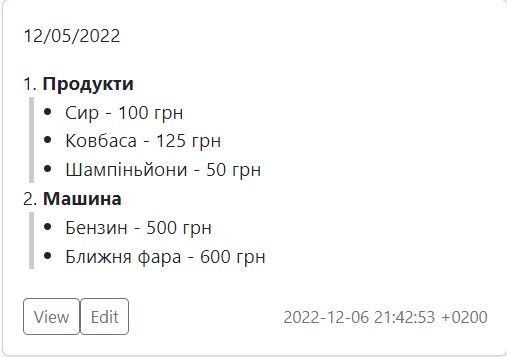 12/05/2022
1. Продукти
• Сир - 100 грн
• Ковбаса - 125 грн
• Шампіньйони - 50 грн
2. Машина
• Бензин - 500 грн
• Ближня фара - 600 грн
View Edit 2022-12-06 21:42:53 +0200